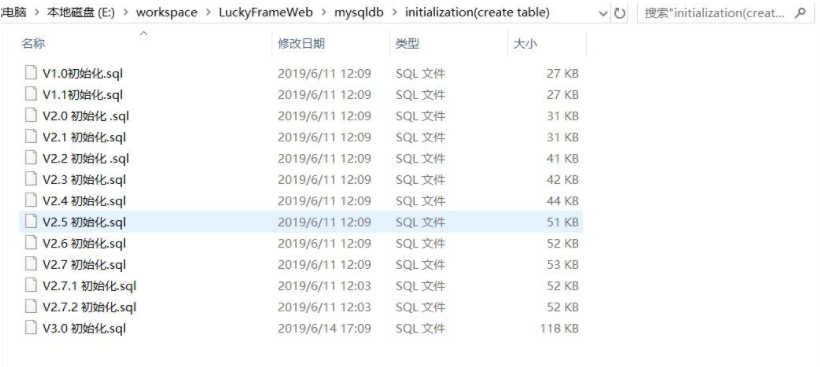 电脑 > 本地磁盘 (E:) > workspace > LuckyFrameWeb > mysqldb > initialization(create table)
搜索"initialization(creat...
名称 修改日期 类型 大小
V1.0初始化.sql 2019/6/11 12:09 SQL 文件 27 KB
V1.1初始化.sql 2019/6/11 12:09 SQL 文件 27 KB
V2.0 初始化 .sql 2019/6/11 12:09 SQL 文件 31 KB
V2.1 初始化.sql 2019/6/11 12:09 SQL 文件 31 KB
V2.2 初始化 .sql 2019/6/11 12:09 SQL 文件 41 KB
V2.3 初始化.sql 2019/6/11 12:09 SQL 文件 42 KB
V2.4 初始化.sql 2019/6/11 12:09 SQL 文件 44 KB
V2.5 初始化.sql 2019/6/11 12:09 SQL 文件 51 KB
V2.6 初始化.sql 2019/6/11 12:09 SQL 文件 52 KB
V2.7 初始化.sql 2019/6/11 12:09 SQL 文件 53 KB
V2.7.1 初始化.sql 2019/6/11 12:03 SQL 文件 52 KB
V2.7.2 初始化.sql 2019/6/11 12:03 SQL 文件 52 KB
V3.0 初始化.sql 2019/6/14 17:09 SQL 文件 118 KB